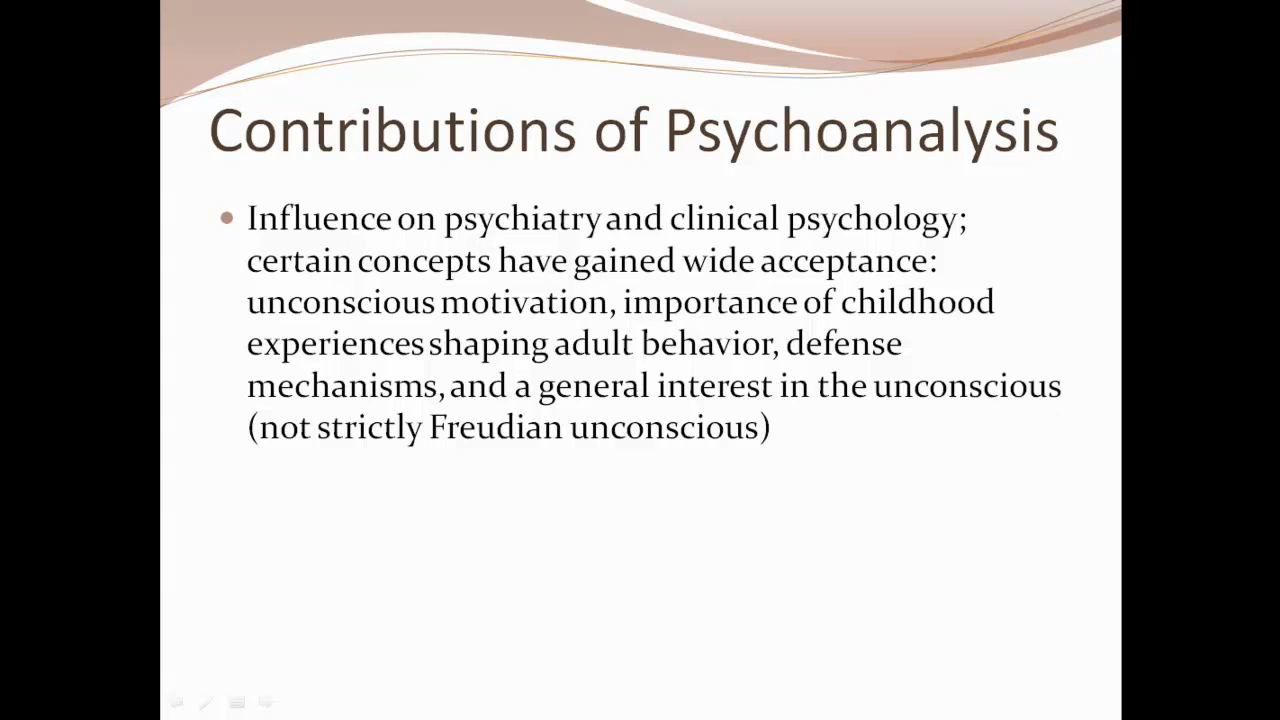 Contributions of Psychoanalysis
Influence on psychiatry and clinical psychology;
certain concepts have gained wide acceptance:
unconscious motivation, importance of childhood
experiences shaping adult behavior, defense
mechanisms, and a general interest in the unconscious
(not strictly Freudian unconscious)